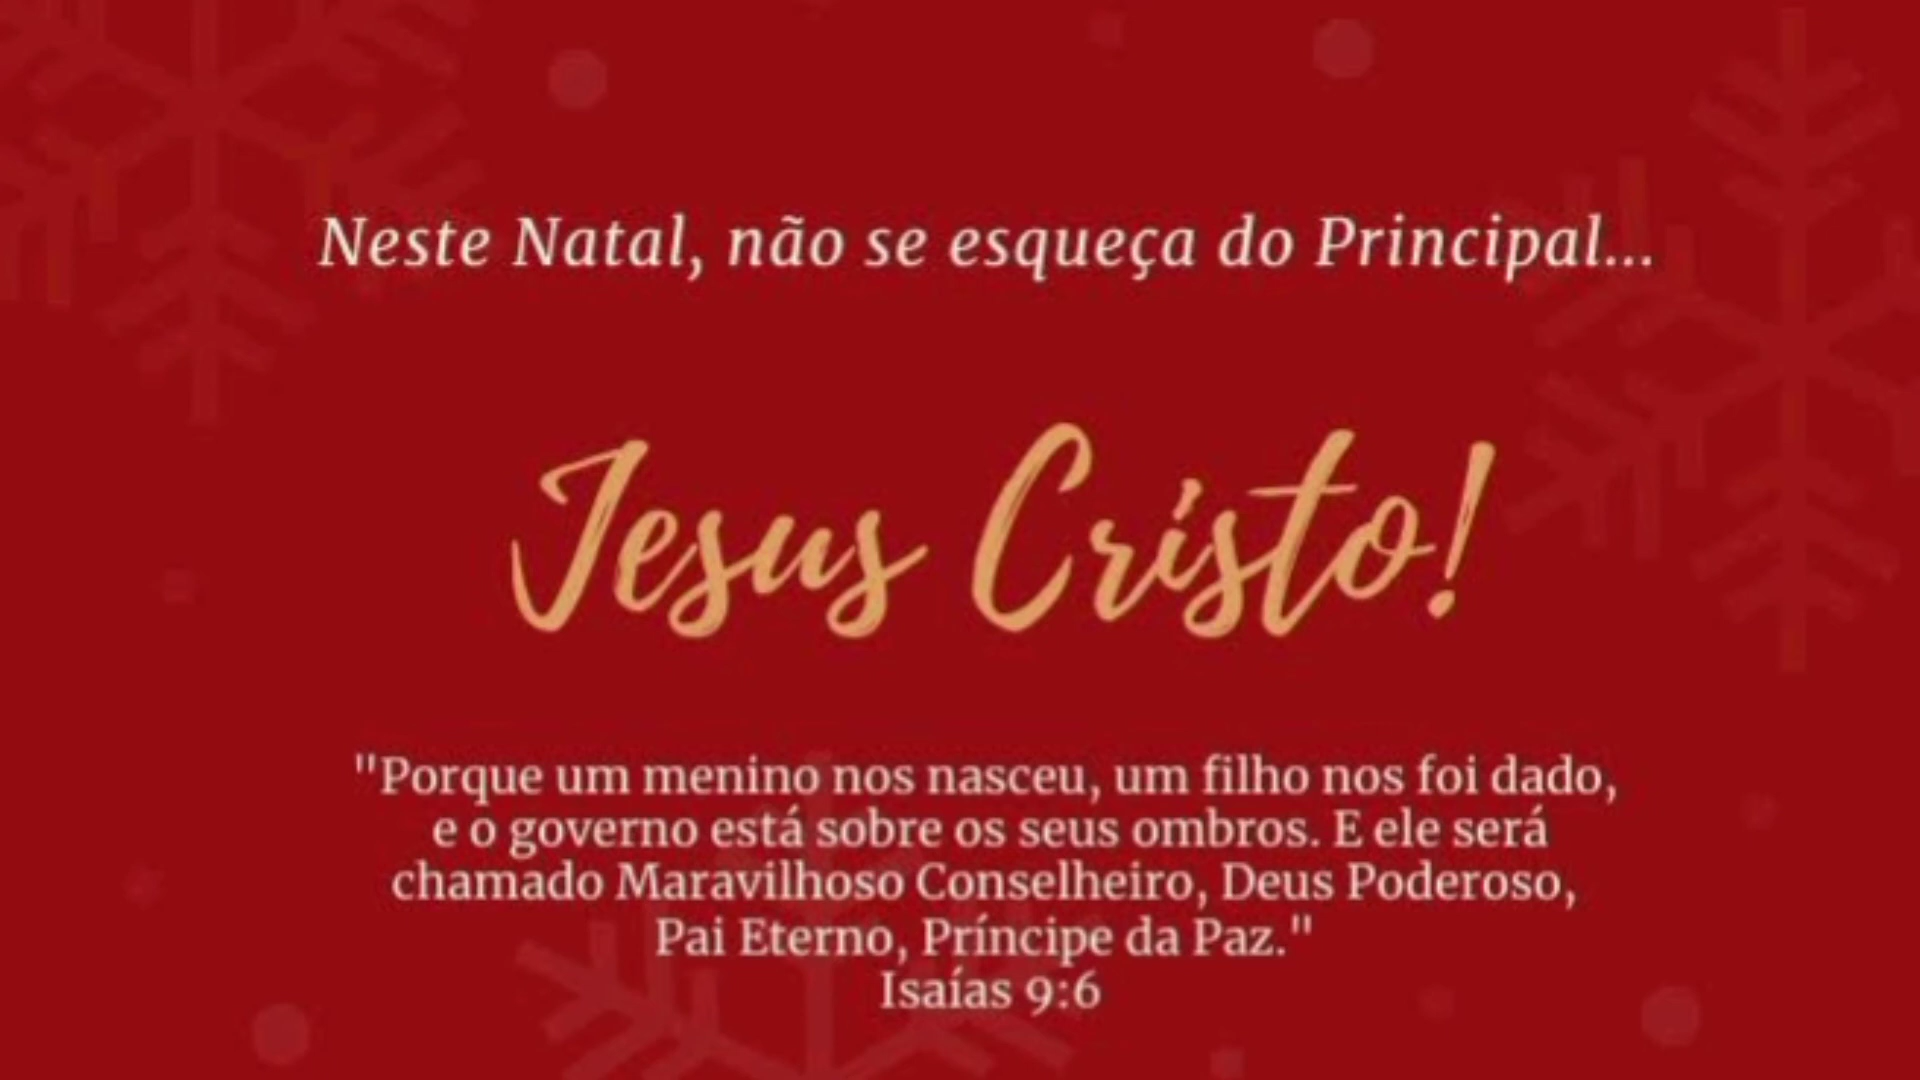 Neste Natal, não se esqueça do Principal...
Jesus Cristo!
"Porque um menino nos nasceu, um filho nos foi dado,
e o governo está sobre os seus ombros. E ele será
chamado Maravilhoso Conselheiro, Deus Poderoso,
Pai Eterno, Príncipe da Paz."
Isaías 9:6